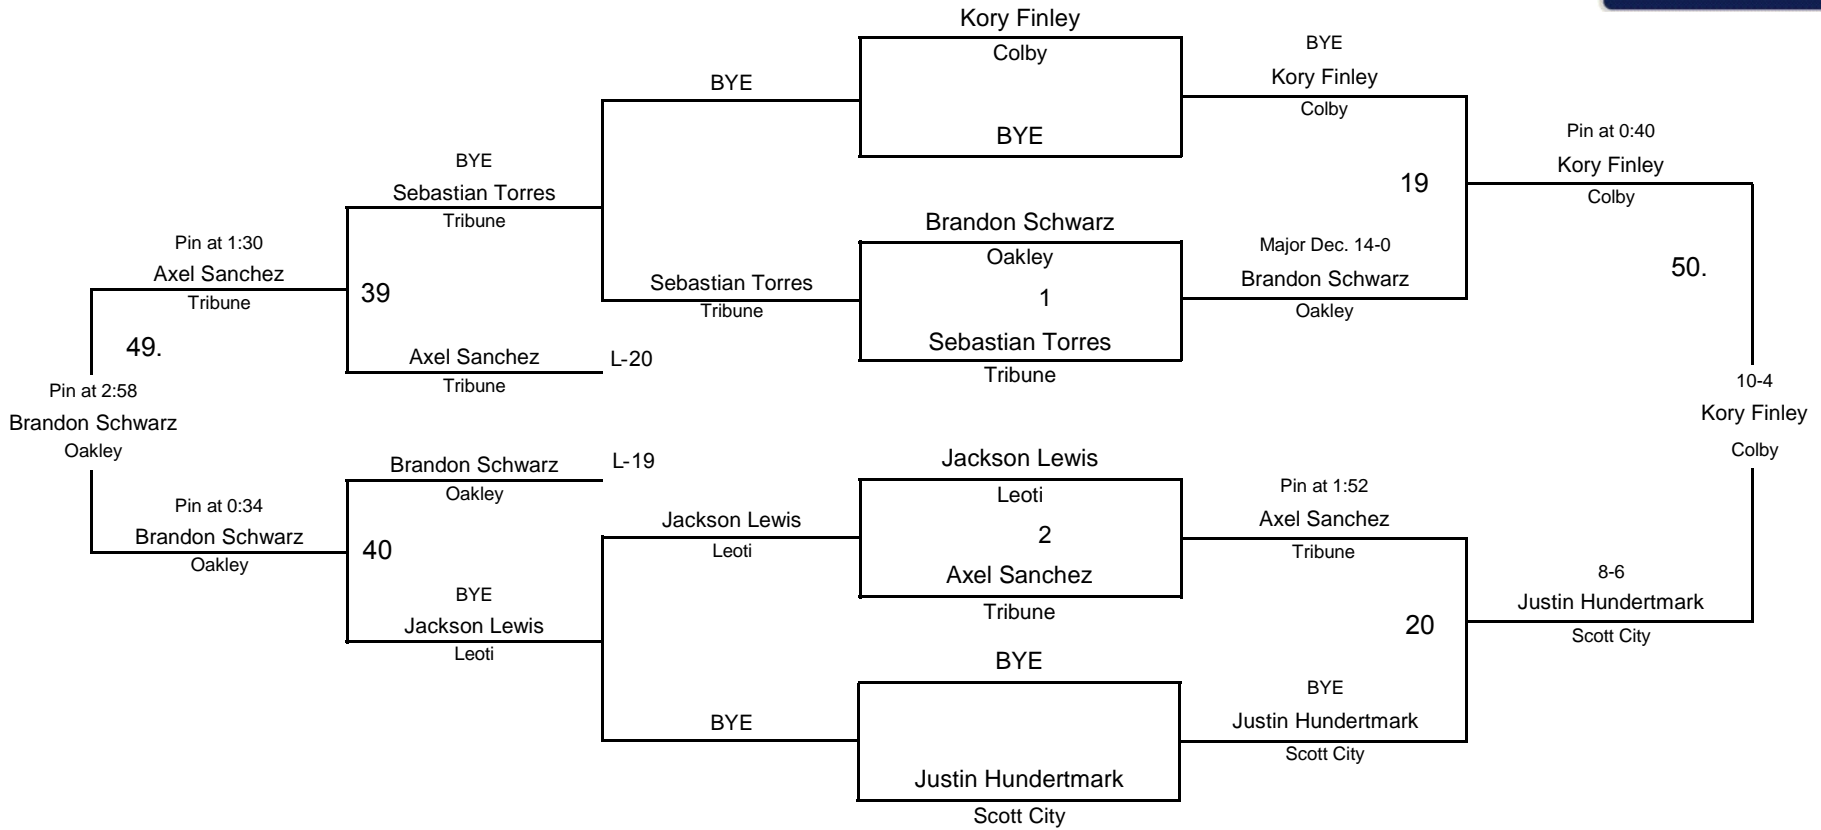 Kory Finley
Colby
BYE
BYE
Kory Finley
Colby
BYE
BYE
Pin at 0:40
Kory Finley
Colby
BYE
Sebastian Torres
Tribune
19
Brandon Schwarz
Oakley
1
Sebastian Torres
Tribune
Major Dec. 14-0
Brandon Schwarz
Oakley
50.
Pin at 1:30
Axel Sanchez
Tribune
39
Sebastian Torres
Tribune
49.
Axel Sanchez
Tribune
L-20
Pin at 2:58
Brandon Schwarz
Oakley
10-4
Kory Finley
Colby
Brandon Schwarz
Oakley
L-19
Jackson Lewis
Leoti
2
Axel Sanchez
Tribune
Pin at 1:52
Axel Sanchez
Tribune
Pin at 0:34
Brandon Schwarz
Oakley
40
Jackson Lewis
Leoti
BYE
Jackson Lewis
Leoti
8-6
Justin Hundertmark
Scott City
20
BYE
BYE
Justin Hundertmark
Scott City
BYE
Justin Hundertmark
Scott City